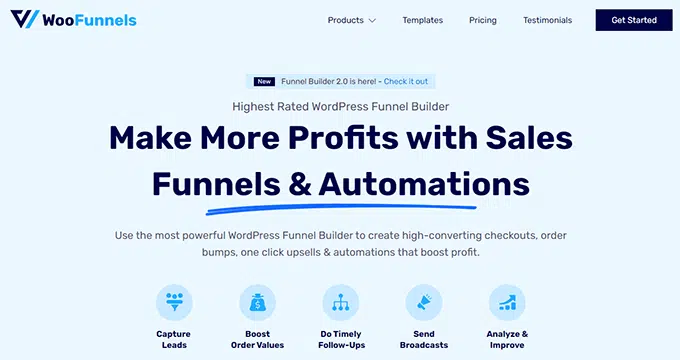 WooFunnels
Products
Templates
Pricing
Testimonials
Get Started
New Funnel Builder 2.0 is here! - Check it out
Highest Rated WordPress Funnel Builder
Make More Profits with Sales
Funnels & Automations
Use the most powerful WordPress Funnel Builder to create high-converting checkouts, order
bumps, one click upsells & automations that boost profit.
Capture
Leads
Boost
Order Values
Do Timely
Follow-Ups
Send
Broadcasts
Analyze &
Improve